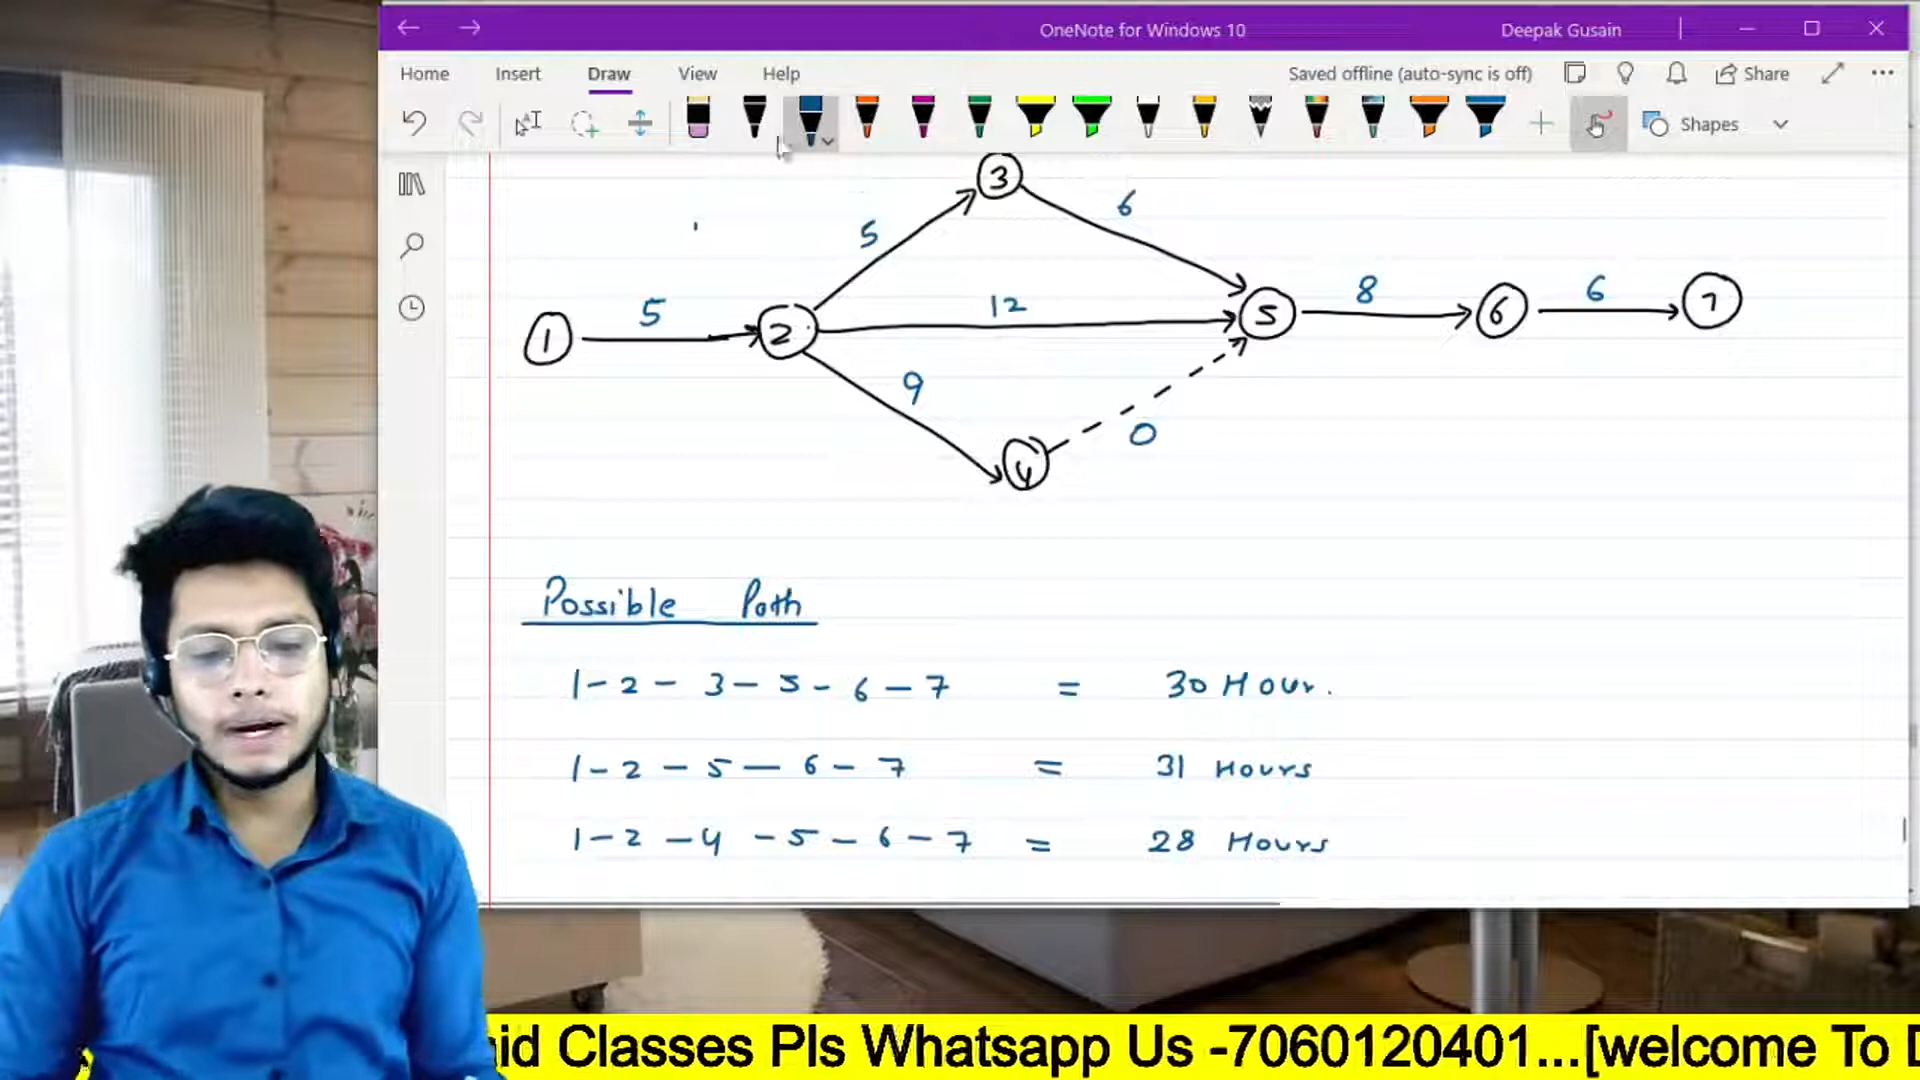 OneNote for Windows 10
Deepak Gusain
Home Insert Draw View Help
Saved offline (auto-sync is off) Share
Shapes
3
5
6
1
5
2
12
5
8
6
6
7
9
0
4
Possible Path
1 - 2 - 3 - 5 - 6 - 7 = 30 Hour.
1 - 2 - 5 - 6 - 7 = 31 Hours
1 - 2 - 4 - 5 - 6 - 7 = 28 Hours
id Classes Pls Whatsapp Us -7060120401...[welcome To